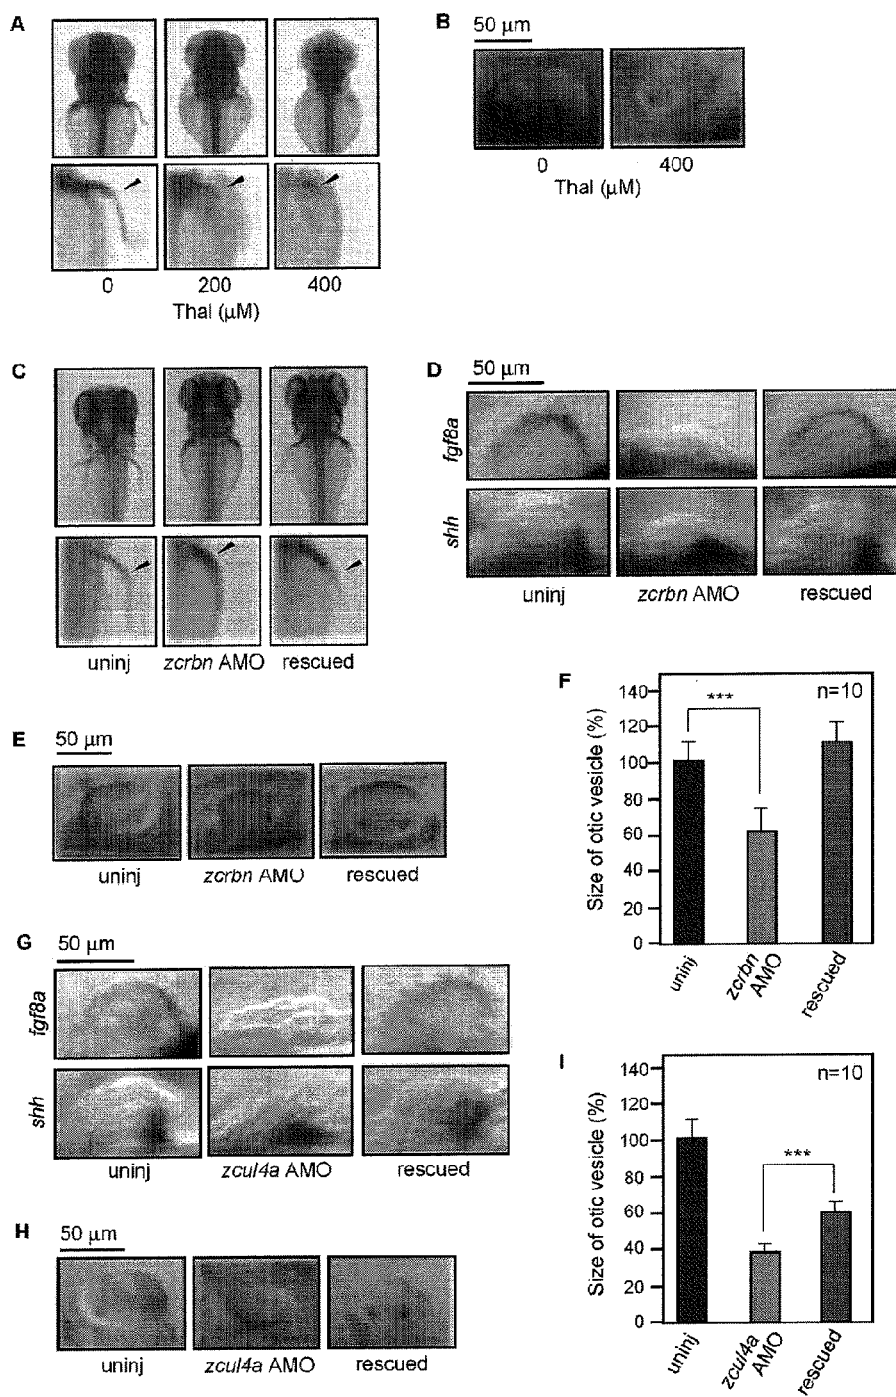 A
0
200
400
Thal (μM)
B
50 μm
0
400
Thal (μM)
C
uninj
zcrbn AMO
rescued
D
50 μm
fgf8a
shh
uninj
zcrbn AMO
rescued
E
50 μm
uninj
zcrbn AMO
rescued
F
Size of otic vesicle (%)
140
120
100
80
60
40
20
0
***
n=10
uninj
zcrbn
AMO
rescued
G
50 μm
fgf8a
shh
uninj
zcul4a AMO
rescued
H
50 μm
uninj
zcul4a AMO
rescued
I
Size of otic vesicle (%)
140
120
100
80
60
40
20
0
***
n=10
uninj
zcul4a
AMO
rescued